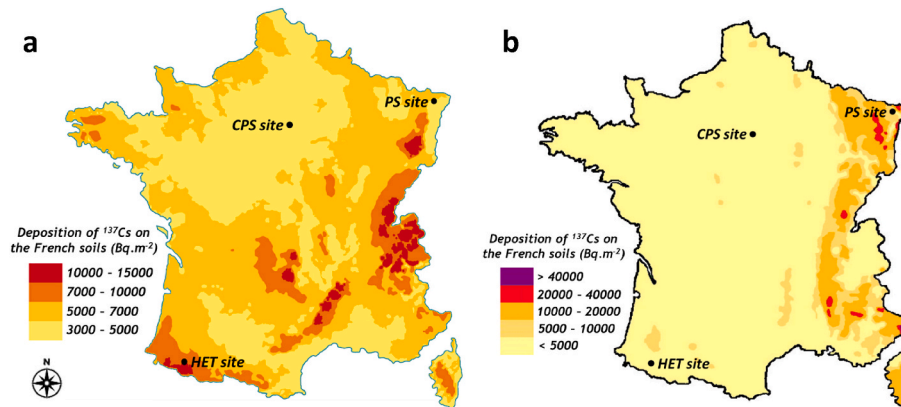 a
PS site
CPS site
Deposition of ¹³⁷Cs on
the French soils (Bq.m⁻²)
10000 - 15000
7000 - 10000
5000 - 7000
3000 - 5000
N
HET site
b
PS site
CPS site
Deposition of ¹³⁷Cs on
the French soils (Bq.m⁻²)
> 40000
20000 - 40000
10000 - 20000
5000 - 10000
< 5000
HET site